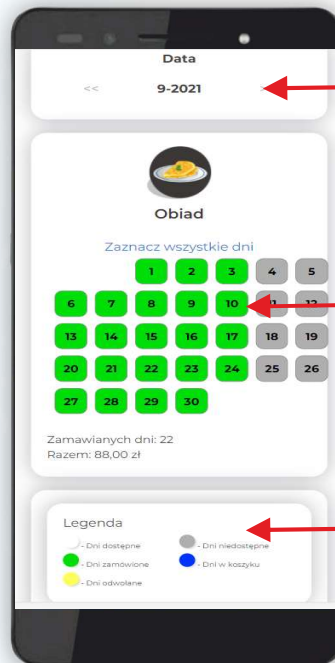 Data
<< 9-2021
Obiad
Zaznacz wszystkie dni
1 2 3 4 5
6 7 8 9 10 11 12
13 14 15 16 17 18 19
20 21 22 23 24 25 26
27 28 29 30
Zamawianych dni: 22
Razem: 88,00 zł
Legenda
- Dni dostępne - Dni niedostępne
- Dni zamówione - Dni w koszyku
- Dni odwołane